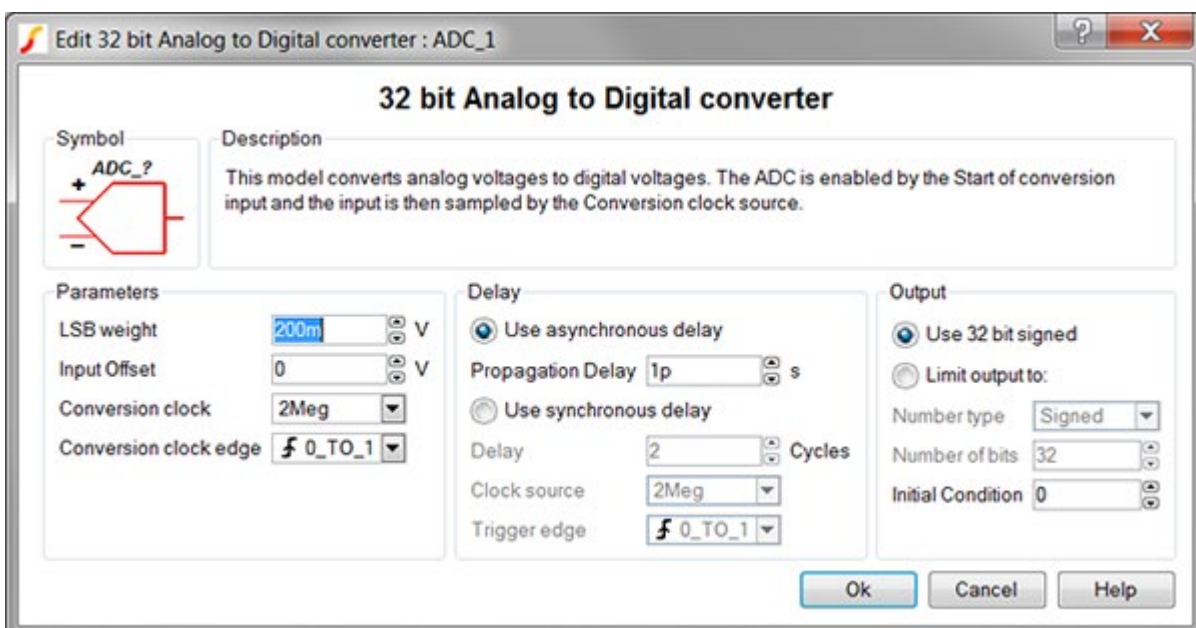 Edit 32 bit Analog to Digital converter : ADC_1
32 bit Analog to Digital converter
Symbol
ADC_?
+
−
Description
This model converts analog voltages to digital voltages. The ADC is enabled by the Start of conversion
input and the input is then sampled by the Conversion clock source.
Parameters
LSB weight 200m V
Input Offset 0 V
Conversion clock 2Meg
Conversion clock edge 0_TO_1
Delay
Use asynchronous delay
Propagation Delay 1p s
Use synchronous delay
Delay 2 Cycles
Clock source 2Meg
Trigger edge 0_TO_1
Output
Use 32 bit signed
Limit output to:
Number type Signed
Number of bits 32
Initial Condition 0
Ok Cancel Help